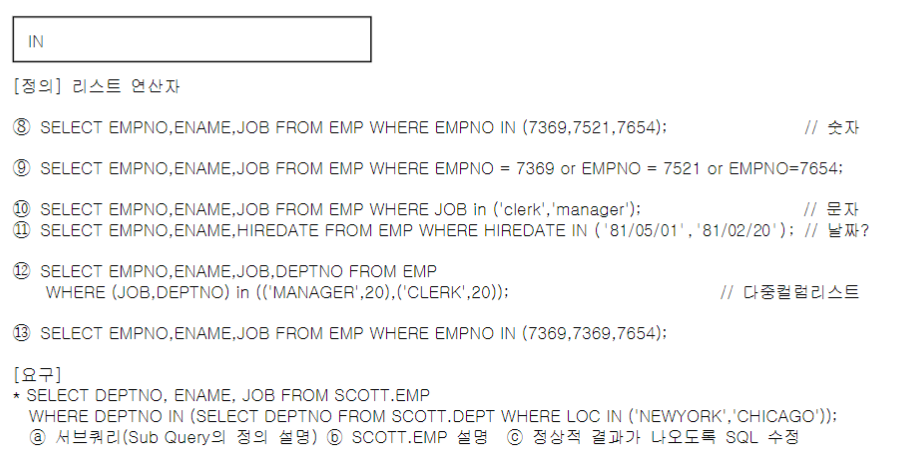 IN
[정의] 리스트 연산자
⑧ SELECT EMPNO,ENAME,JOB FROM EMP WHERE EMPNO IN (7369,7521,7654); // 숫자
⑨ SELECT EMPNO,ENAME,JOB FROM EMP WHERE EMPNO = 7369 or EMPNO = 7521 or EMPNO=7654;
⑩ SELECT EMPNO,ENAME,JOB FROM EMP WHERE JOB in ('clerk','manager'); // 문자
⑪ SELECT EMPNO,ENAME,HIREDATE FROM EMP WHERE HIREDATE IN ('81/05/01','81/02/20'); // 날짜?
⑫ SELECT EMPNO,ENAME,JOB,DEPTNO FROM EMP
WHERE (JOB,DEPTNO) in (('MANAGER',20),('CLERK',20)); // 다중컬럼리스트
⑬ SELECT EMPNO,ENAME,JOB FROM EMP WHERE EMPNO IN (7369,7369,7654);
[요구]
* SELECT DEPTNO, ENAME, JOB FROM SCOTT.EMP
WHERE DEPTNO IN (SELECT DEPTNO FROM SCOTT.DEPT WHERE LOC IN ('NEWYORK','CHICAGO'));
ⓐ 서브쿼리(Sub Query의 정의 설명) ⓑ SCOTT.EMP 설명 ⓒ 정상적 결과가 나오도록 SQL 수정